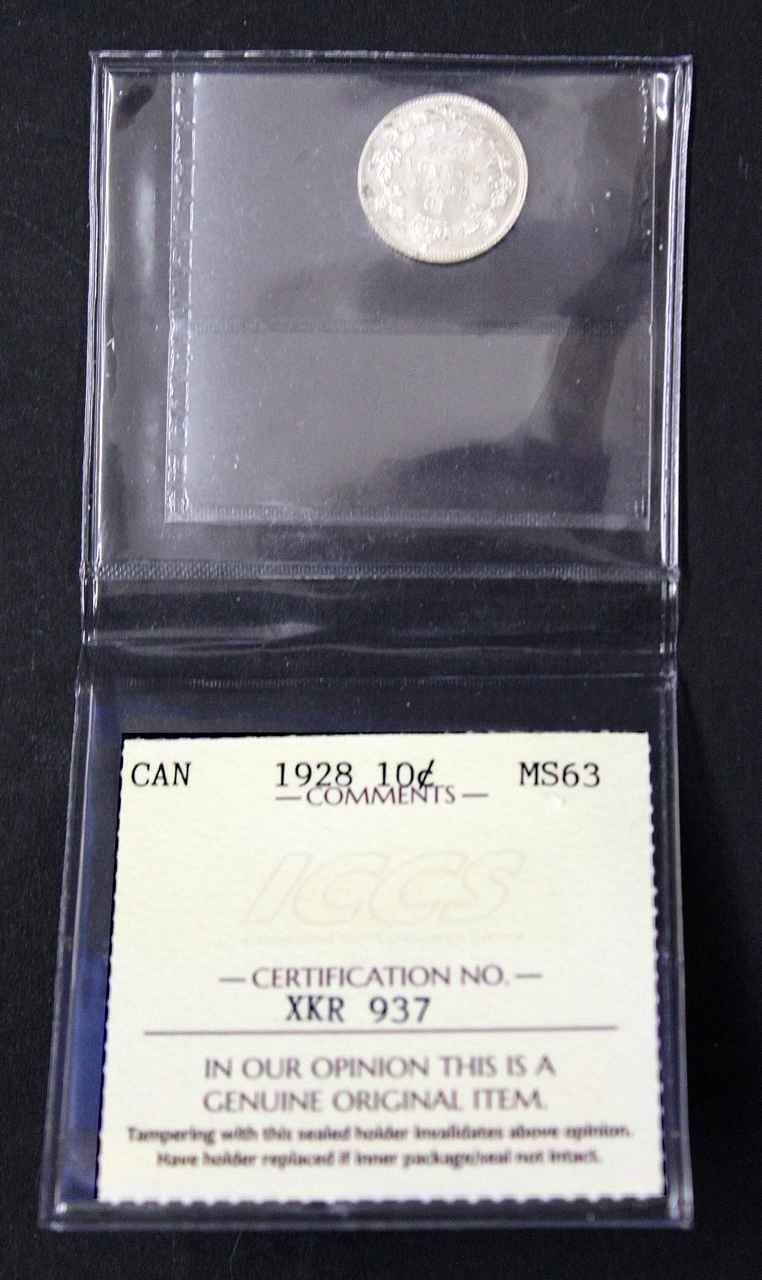 CAN 1928 10¢ MS63
— COMMENTS —
ICCS
— CERTIFICATION NO. —
XKR 937
IN OUR OPINION THIS IS A
GENUINE ORIGINAL ITEM.
Tampering with this sealed holder invalidates above opinion.
Have holder replaced if inner package/seal not intact.